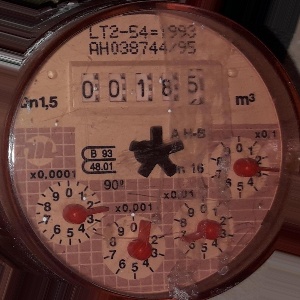 LT2-54-1993
AH038744/95
00185
Qn1,5 m³
A H-B
B 93
48.01
90°
x0,1
x0,0001
x0,001
x0,01